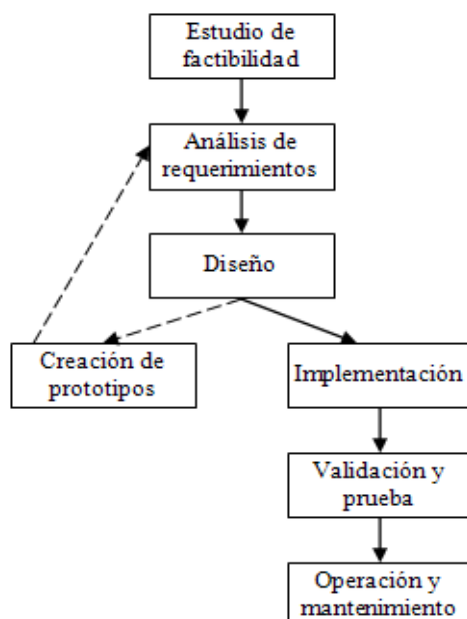 Estudio de
factibilidad
Análisis de
requerimientos
Diseño
Creación de
prototipos
Implementación
Validación y
prueba
Operación y
mantenimiento